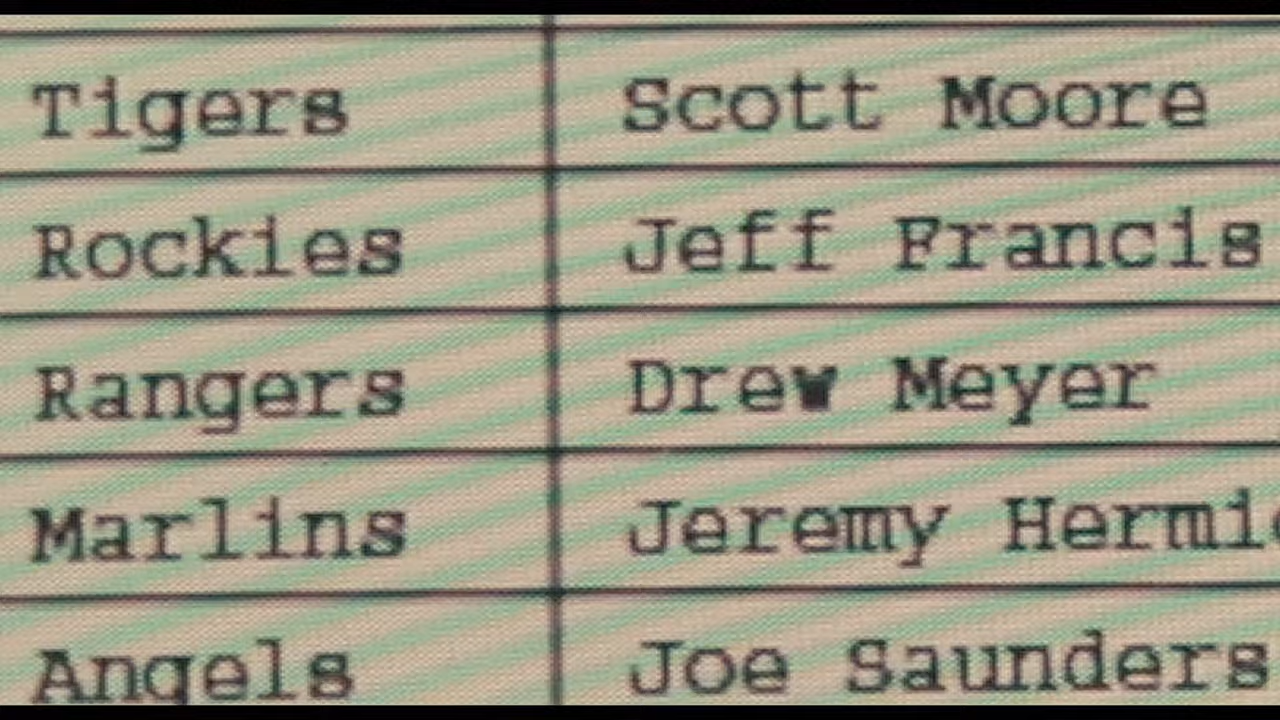 Tigers Scott Moore
Rockies Jeff Francis
Rangers Drew Meyer
Marlins Jeremy
Angels Joe Saunders